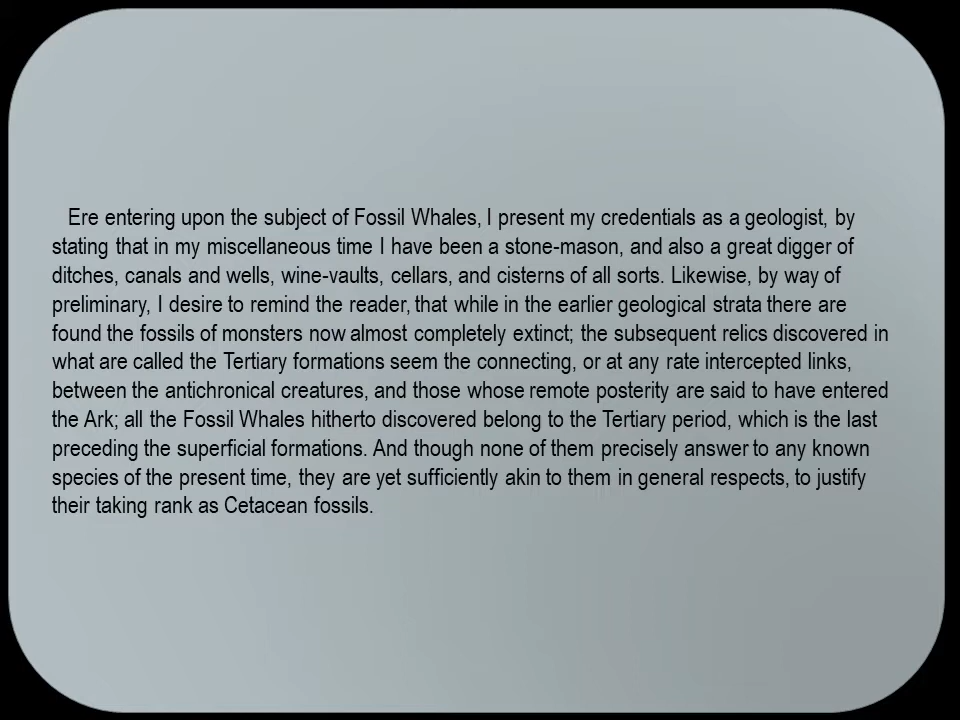 Ere entering upon the subject of Fossil Whales, I present my credentials as a geologist, by
stating that in my miscellaneous time I have been a stone-mason, and also a great digger of
ditches, canals and wells, wine-vaults, cellars, and cisterns of all sorts. Likewise, by way of
preliminary, I desire to remind the reader, that while in the earlier geological strata there are
found the fossils of monsters now almost completely extinct; the subsequent relics discovered in
what are called the Tertiary formations seem the connecting, or at any rate intercepted links,
between the antichronical creatures, and those whose remote posterity are said to have entered
the Ark; all the Fossil Whales hitherto discovered belong to the Tertiary period, which is the last
preceding the superficial formations. And though none of them precisely answer to any known
species of the present time, they are yet sufficiently akin to them in general respects, to justify
their taking rank as Cetacean fossils.